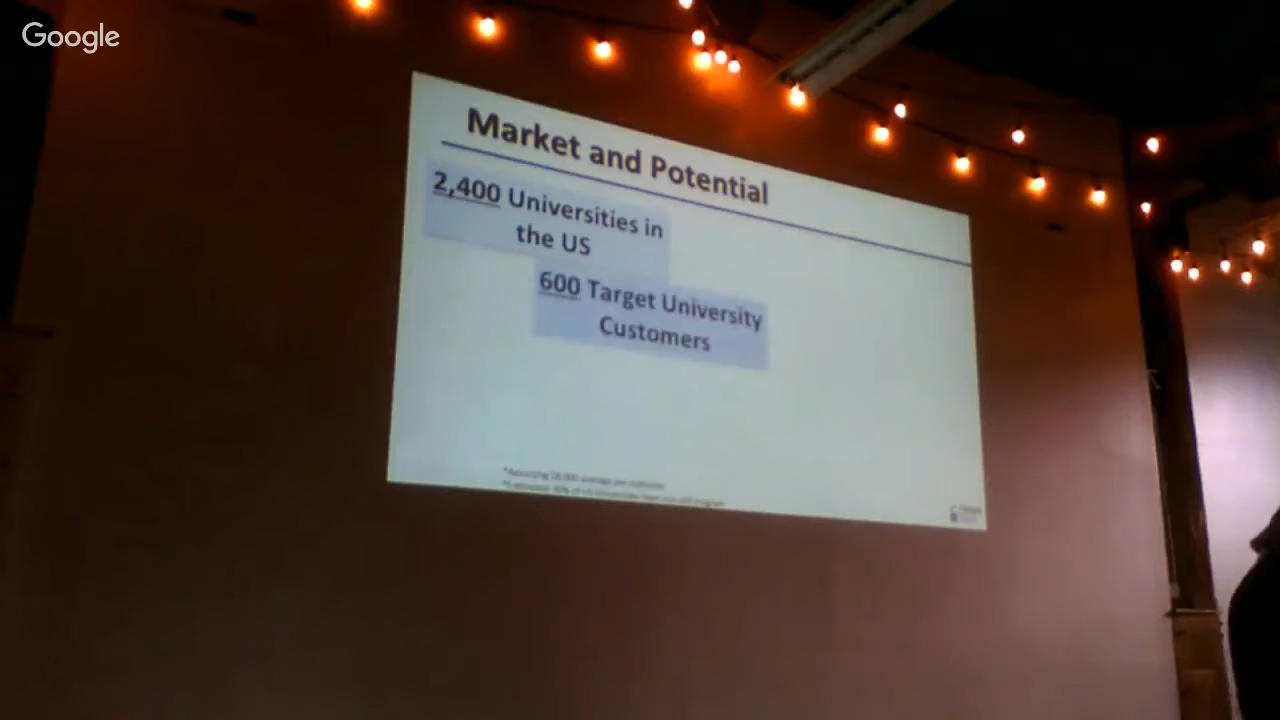 Google
Market and Potential
2,400 Universities in
the US
600 Target University
Customers